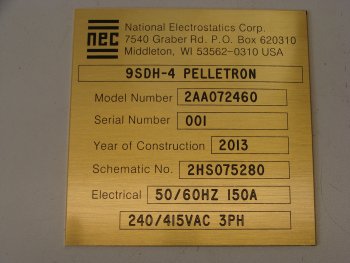 nec
National Electrostatics Corp.
7540 Graber Rd. P.O. Box 620310
Middleton, WI 53562-0310 USA
9SDH-4 PELLETRON
Model Number 2AA072460
Serial Number 001
Year of Construction 2013
Schematic No. 2HS075280
Electrical 50/60HZ 150A
240/415VAC 3PH